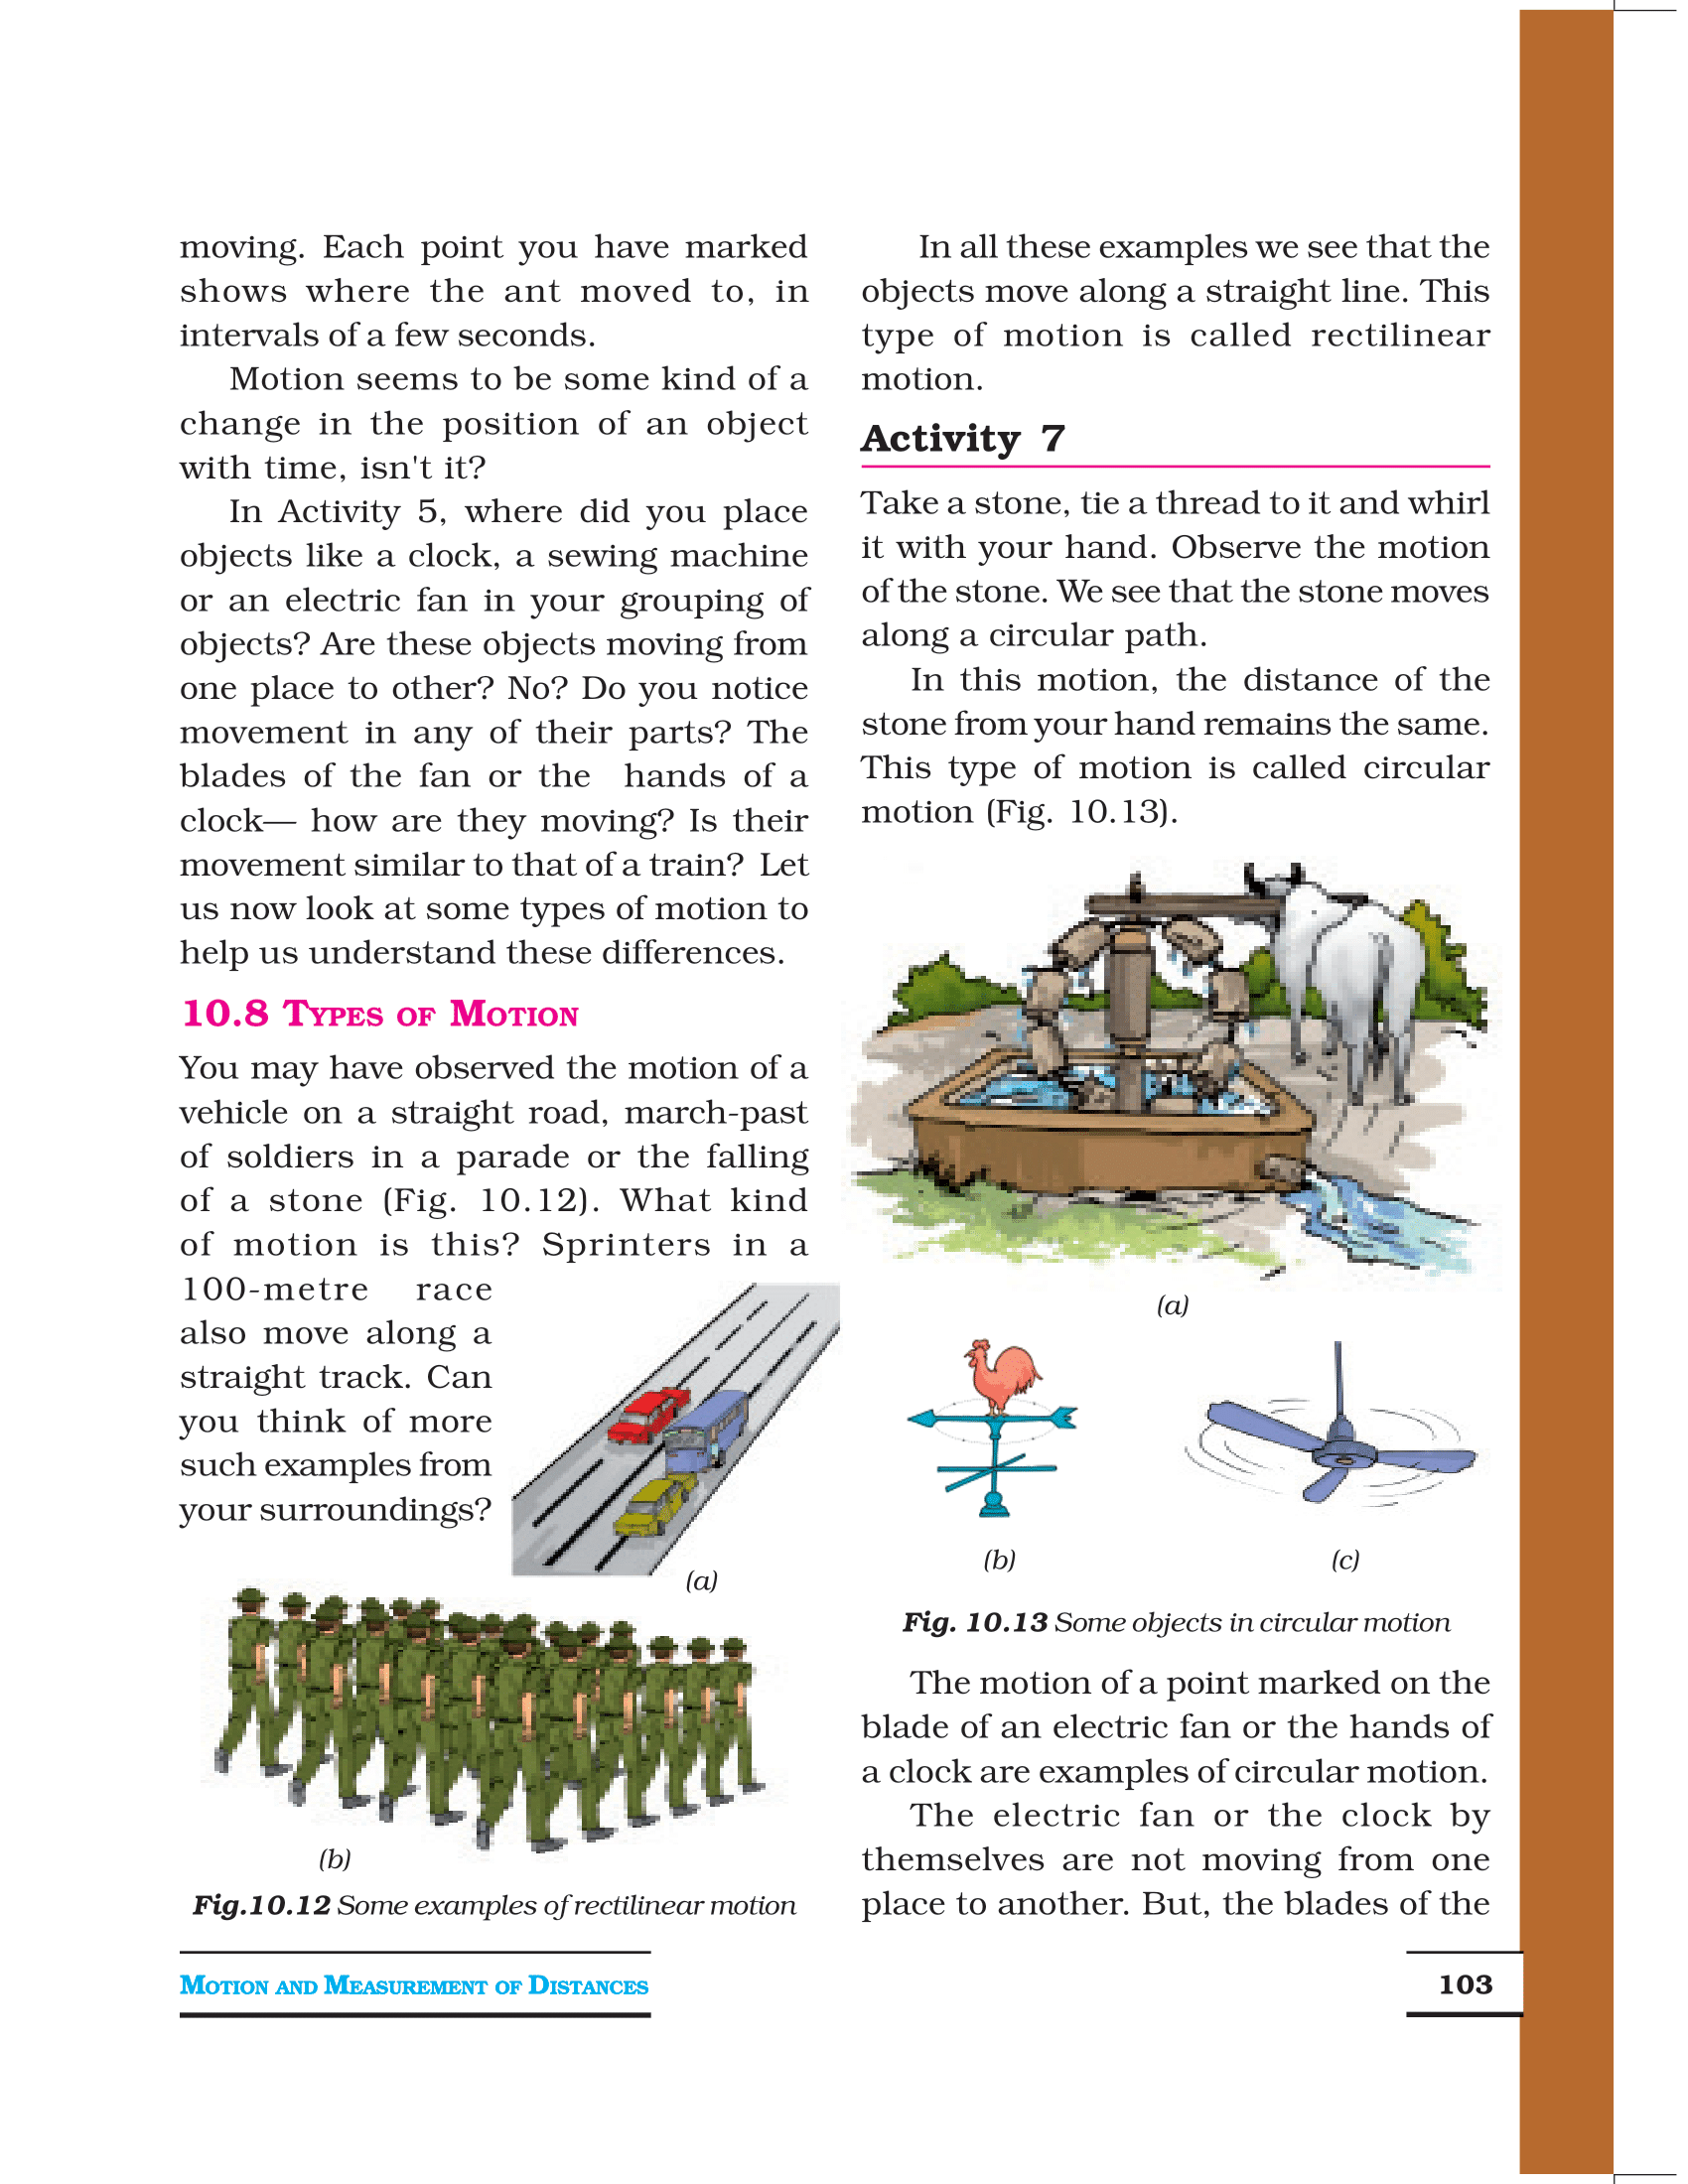 moving. Each point you have marked
shows where the ant moved to, in
intervals of a few seconds.
Motion seems to be some kind of a
change in the position of an object
with time, isn't it?
In Activity 5, where did you place
objects like a clock, a sewing machine
or an electric fan in your grouping of
objects? Are these objects moving from
one place to other? No? Do you notice
movement in any of their parts? The
blades of the fan or the hands of a
clock— how are they moving? Is their
movement similar to that of a train? Let
us now look at some types of motion to
help us understand these differences.
10.8 Types of Motion
You may have observed the motion of a
vehicle on a straight road, march-past
of soldiers in a parade or the falling
of a stone (Fig. 10.12). What kind
of motion is this? Sprinters in a
100-metre race
also move along a
straight track. Can
you think of more
such examples from
your surroundings?
(a)
(b)
Fig.10.12 Some examples of rectilinear motion
In all these examples we see that the
objects move along a straight line. This
type of motion is called rectilinear
motion.
Activity 7
Take a stone, tie a thread to it and whirl
it with your hand. Observe the motion
of the stone. We see that the stone moves
along a circular path.
In this motion, the distance of the
stone from your hand remains the same.
This type of motion is called circular
motion (Fig. 10.13).
(a)
(b) (c)
Fig. 10.13 Some objects in circular motion
The motion of a point marked on the
blade of an electric fan or the hands of
a clock are examples of circular motion.
The electric fan or the clock by
themselves are not moving from one
place to another. But, the blades of the
Motion and Measurement of Distances
103